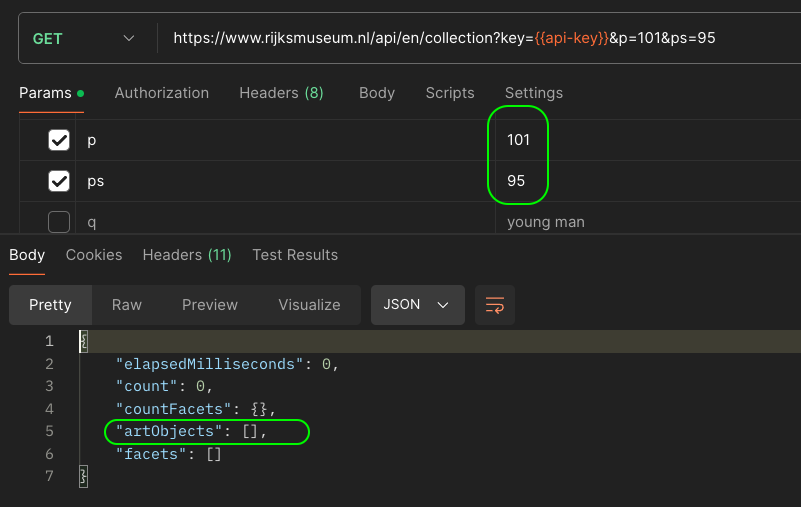 GET https://www.rijksmuseum.nl/api/en/collection?key={{api-key}}&p=101&ps=95
Params Authorization Headers (8) Body Scripts Settings
p 101
ps 95
q young man
Body Cookies Headers (11) Test Results
Pretty Raw Preview Visualize JSON
1 {
2 "elapsedMilliseconds": 0,
3 "count": 0,
4 "countFacets": {},
5 "artObjects": [],
6 "facets": []
7 }